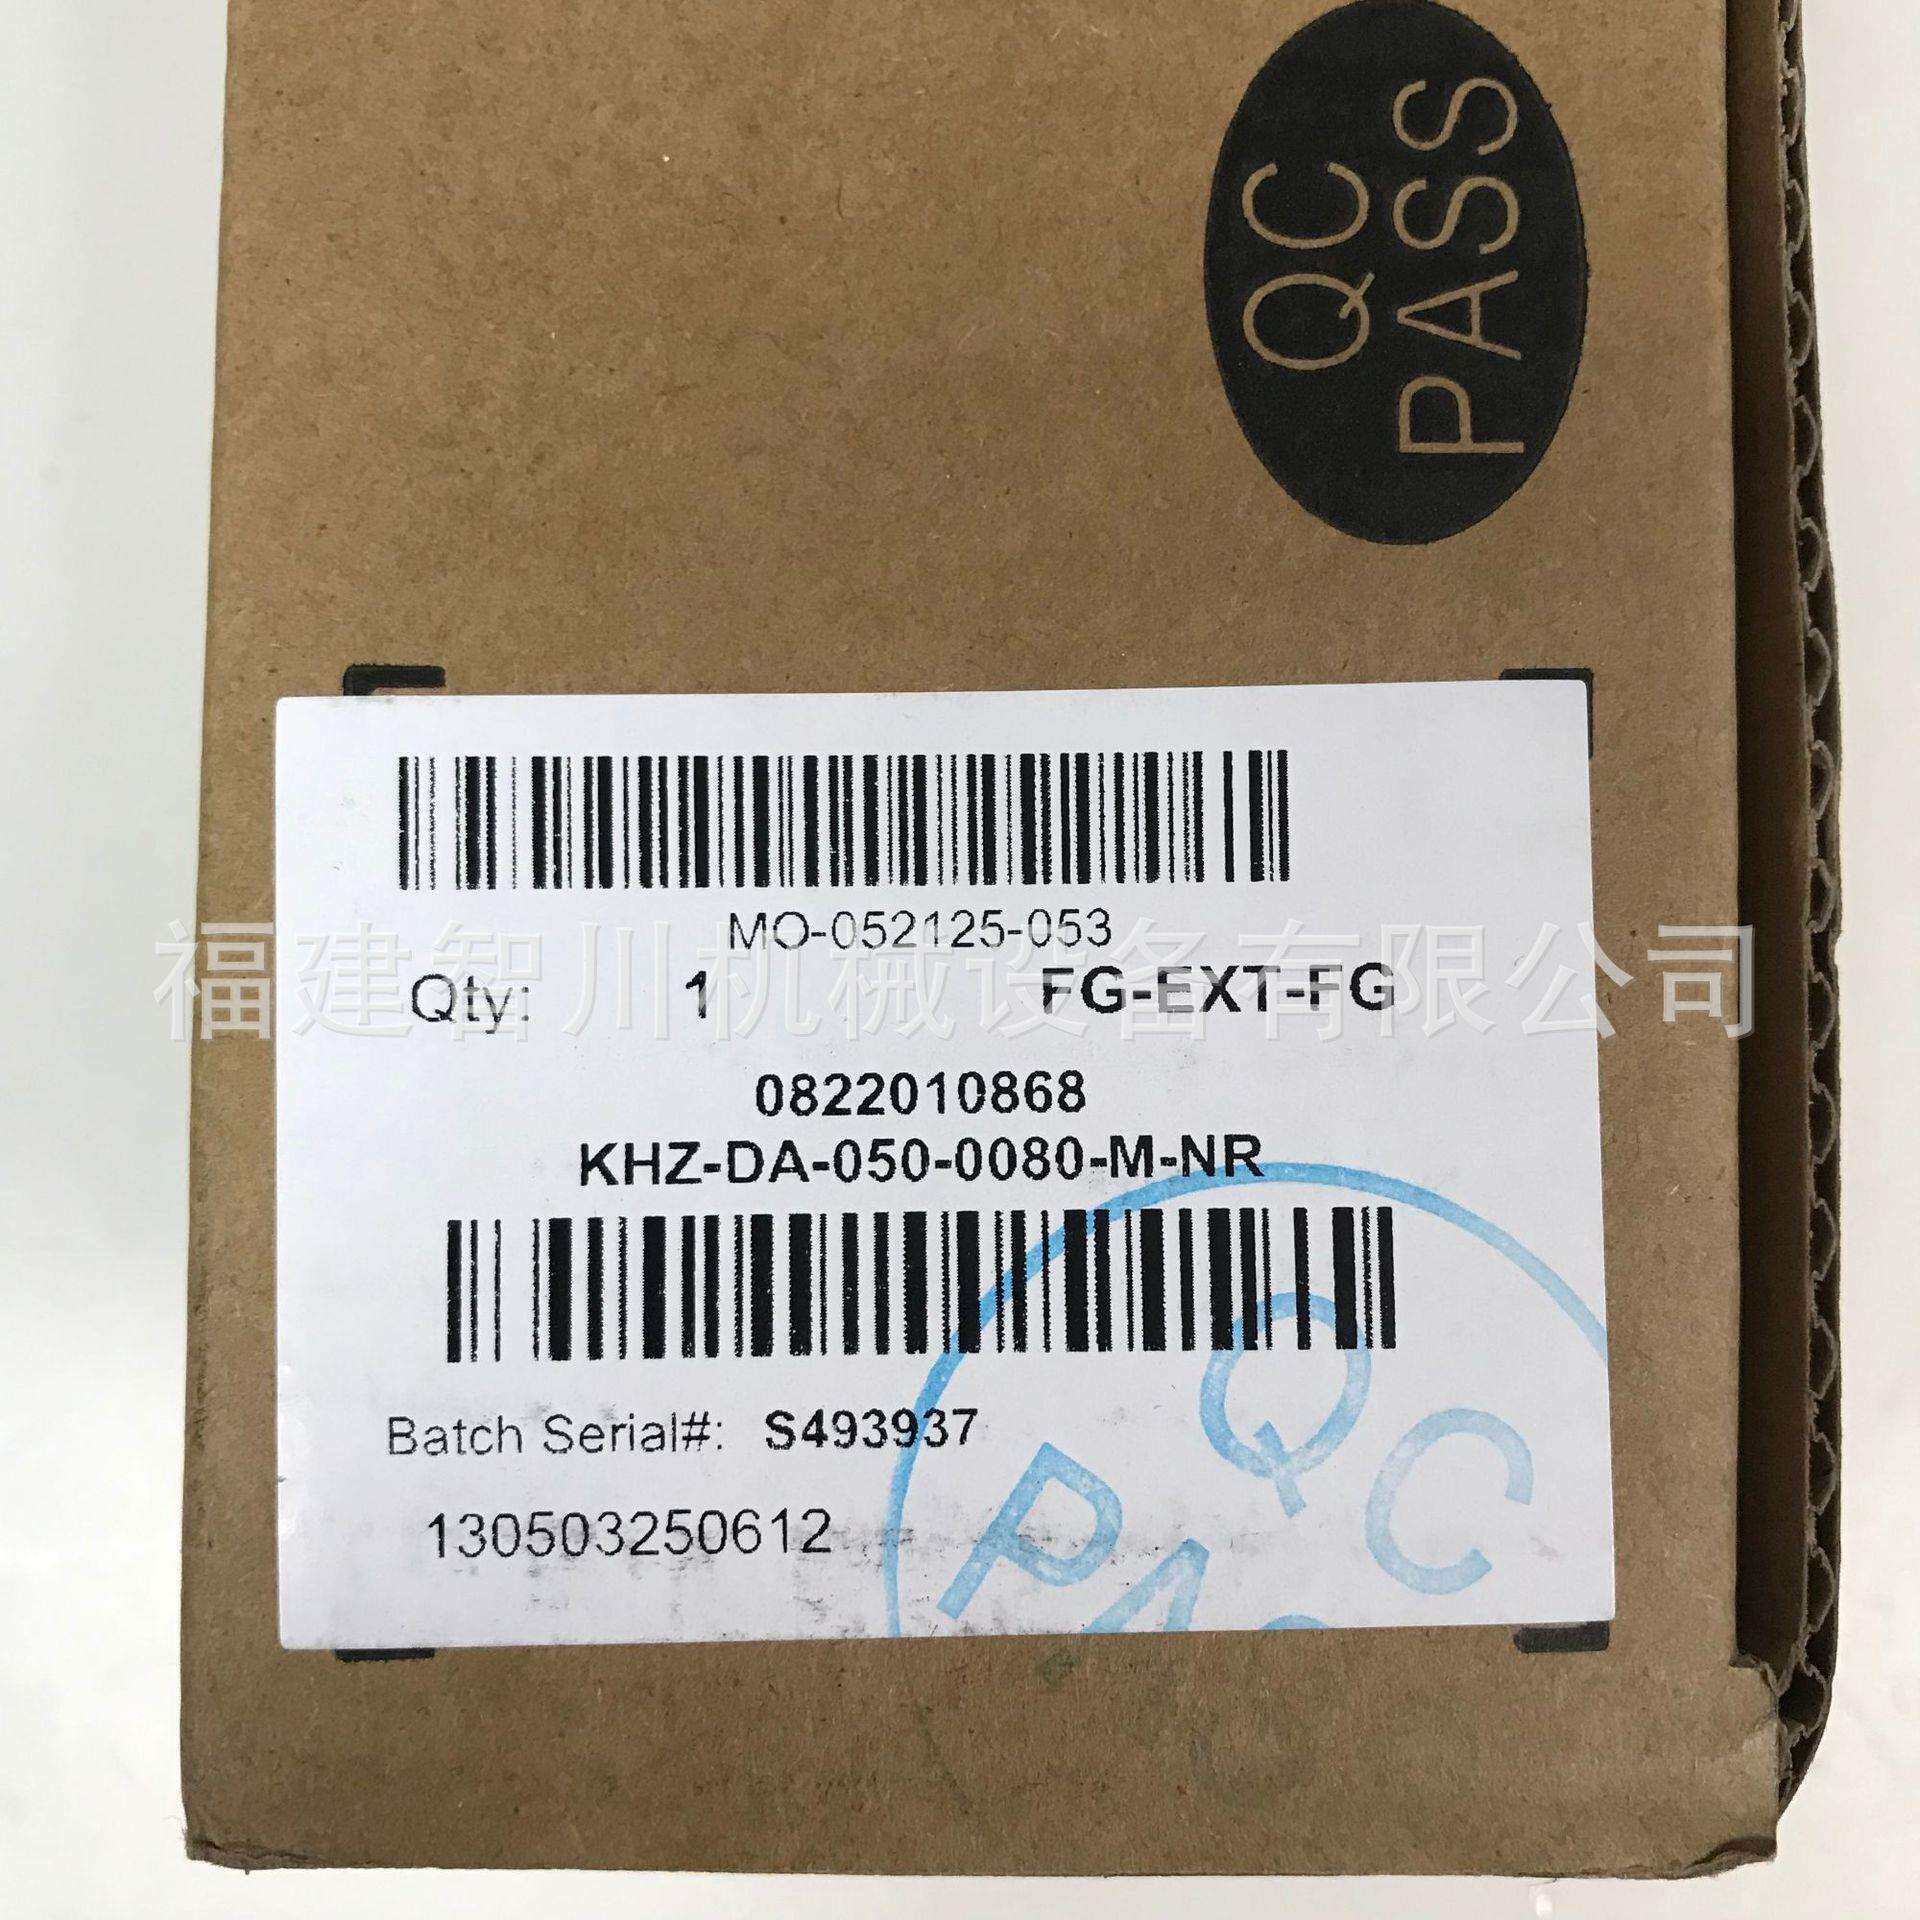 QC
PASS
MO-052125-053
福建智川机械设备有限公司
Qty: 1 FG-EXT-FG
0822010868
KHZ-DA-050-0080-M-NR
Batch Serial#: S493937
130503250612
QC